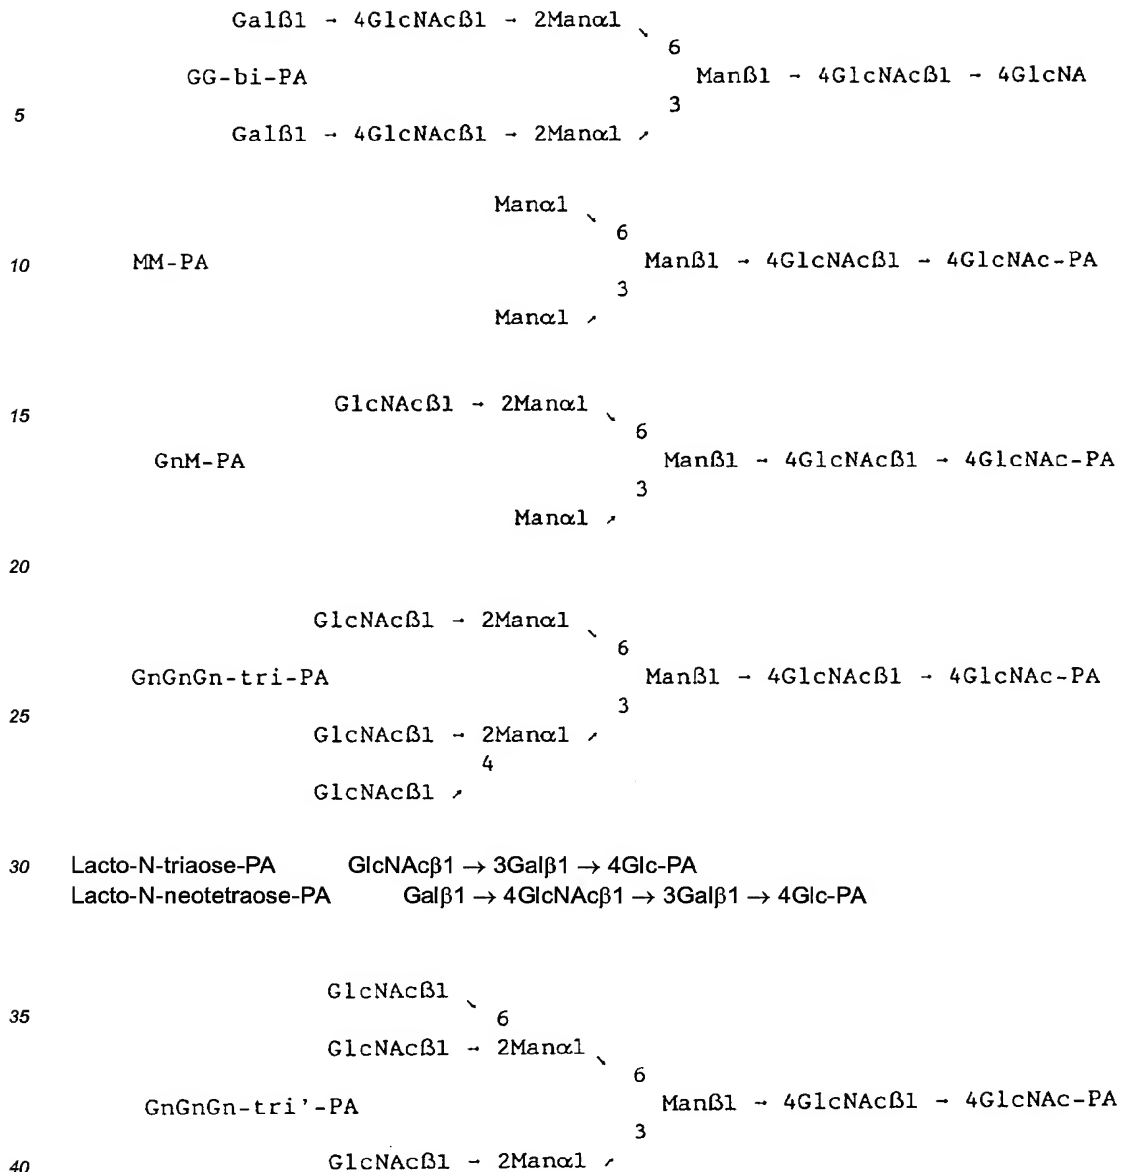 Galβ1 → 4GlcNAcβ1 → 2Manα1 ↘
6
GG-bi-PA Manβ1 → 4GlcNAcβ1 → 4GlcNA
5 3
Galβ1 → 4GlcNAcβ1 → 2Manα1 ↗
Manα1 ↘
6
10 MM-PA Manβ1 → 4GlcNAcβ1 → 4GlcNAc-PA
3
Manα1 ↗
15 GlcNAcβ1 → 2Manα1 ↘
6
GnM-PA Manβ1 → 4GlcNAcβ1 → 4GlcNAc-PA
3
Manα1 ↗
20
GlcNAcβ1 → 2Manα1 ↘
6
GnGnGn-tri-PA Manβ1 → 4GlcNAcβ1 → 4GlcNAc-PA
25 3
GlcNAcβ1 → 2Manα1 ↗
4
GlcNAcβ1 ↗
30 Lacto-N-triaose-PA GlcNAcβ1 → 3Galβ1 → 4Glc-PA
Lacto-N-neotetraose-PA Galβ1 → 4GlcNAcβ1 → 3Galβ1 → 4Glc-PA
GlcNAcβ1 ↘
35 6
GlcNAcβ1 → 2Manα1 ↘
6
GnGnGn-tri'-PA Manβ1 → 4GlcNAcβ1 → 4GlcNAc-PA
3
40 GlcNAcβ1 → 2Manα1 ↗